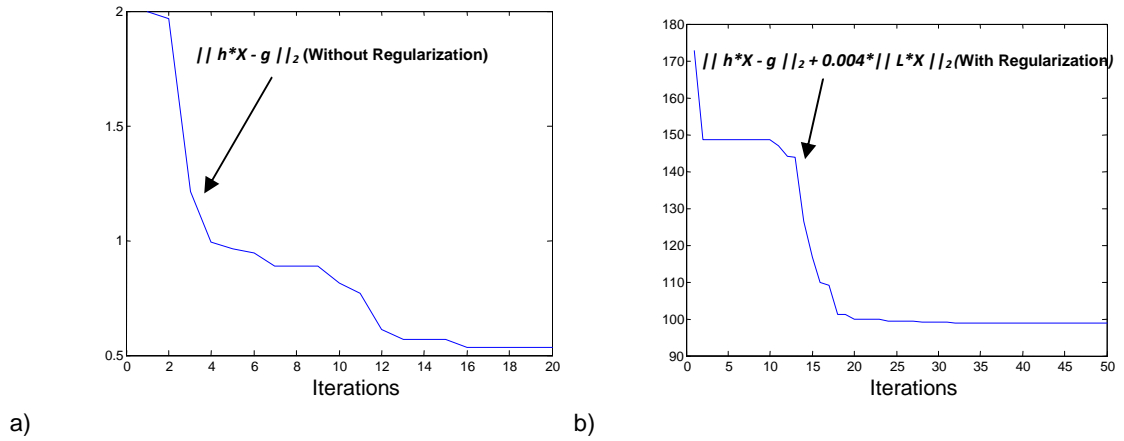 2
1.5
1
0.5
|| h*X - g ||₂ (Without Regularization)
0 2 4 6 8 10 12 14 16 18 20
Iterations
a)
180
170
160
150
140
130
120
110
100
90
|| h*X - g ||₂ + 0.004*|| L*X ||₂ (With Regularization)
0 5 10 15 20 25 30 35 40 45 50
Iterations
b)